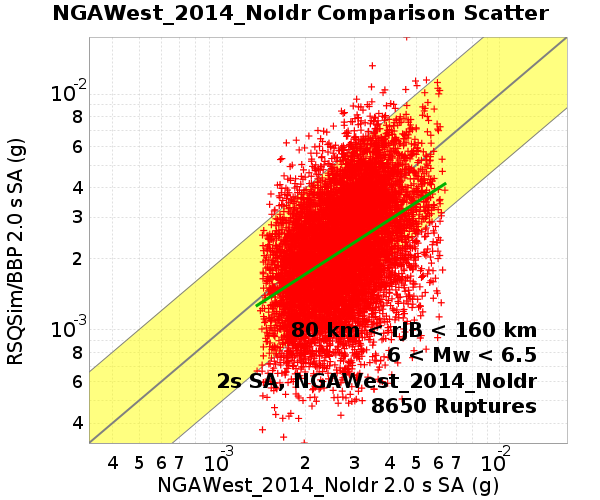 NGAWest_2014_NoIdr Comparison Scatter
RSQSim/BBP 2.0 s SA (g)
10-2
8
6
4
3
2
10-3
8
6
4
80 km < rJB < 160 km
6 < Mw < 6.5
2s SA, NGAWest_2014_NoIdr
8650 Ruptures
4 5 6 7 10-3 2 3 4 5 6 7 10-2
NGAWest_2014_NoIdr 2.0 s SA (g)